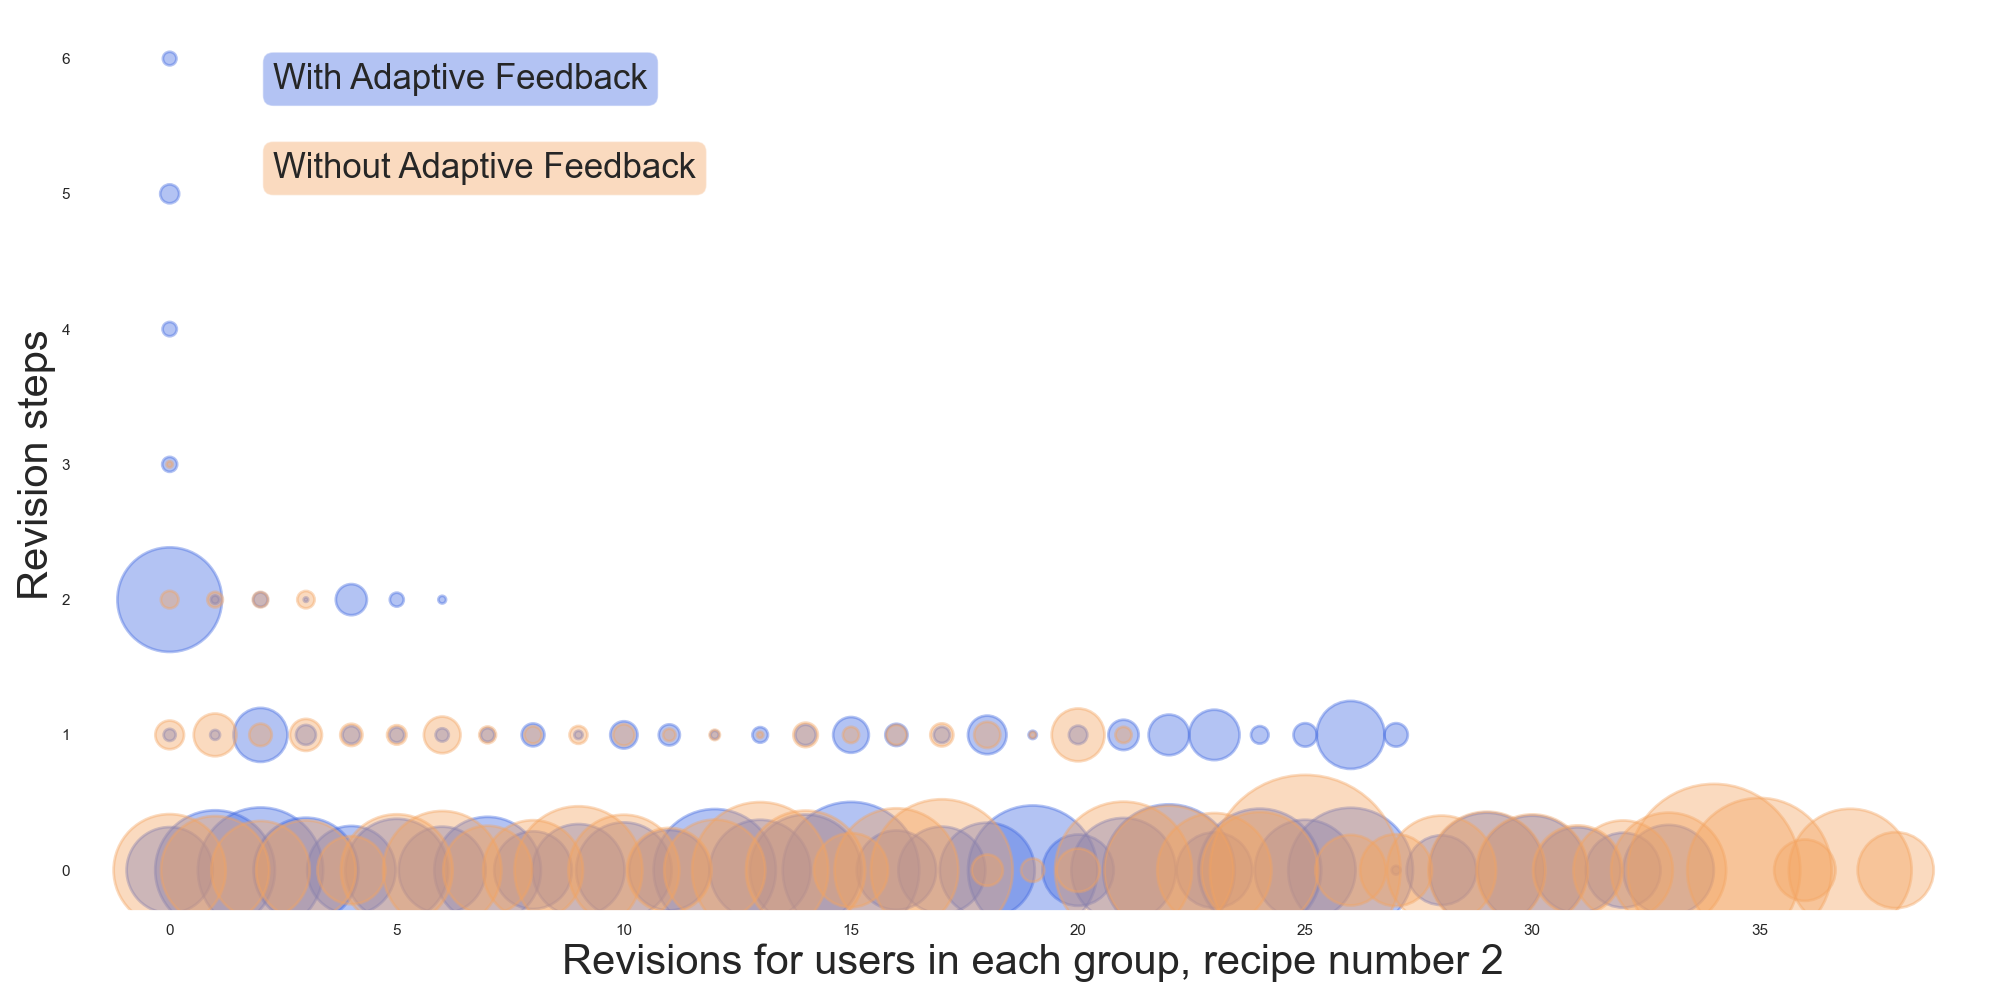 6
With Adaptive Feedback
Without Adaptive Feedback
5
4
3
2
1
0
Revision steps
0 5 10 15 20 25 30 35
Revisions for users in each group, recipe number 2